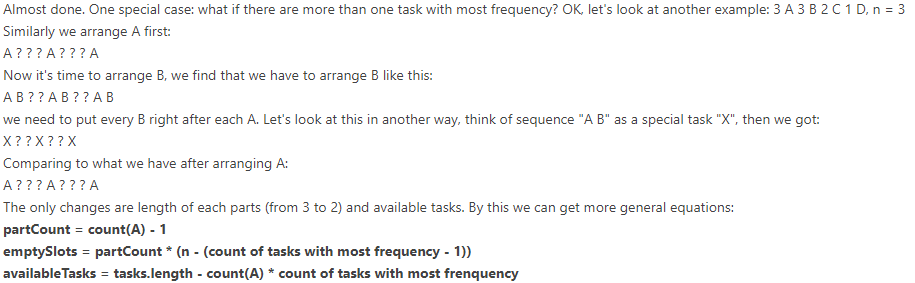 Almost done. One special case: what if there are more than one task with most frequency? OK, let's look at another example: 3 A 3 B 2 C 1 D, n = 3
Similarly we arrange A first:
A ? ? ? A ? ? ? A
Now it's time to arrange B, we find that we have to arrange B like this:
A B ? ? A B ? ? A B
we need to put every B right after each A. Let's look at this in another way, think of sequence "A B" as a special task "X", then we got:
X ? ? X ? ? X
Comparing to what we have after arranging A:
A ? ? ? A ? ? ? A
The only changes are length of each parts (from 3 to 2) and available tasks. By this we can get more general equations:
partCount = count(A) - 1
emptySlots = partCount * (n - (count of tasks with most frequency - 1))
availableTasks = tasks.length - count(A) * count of tasks with most frenquency